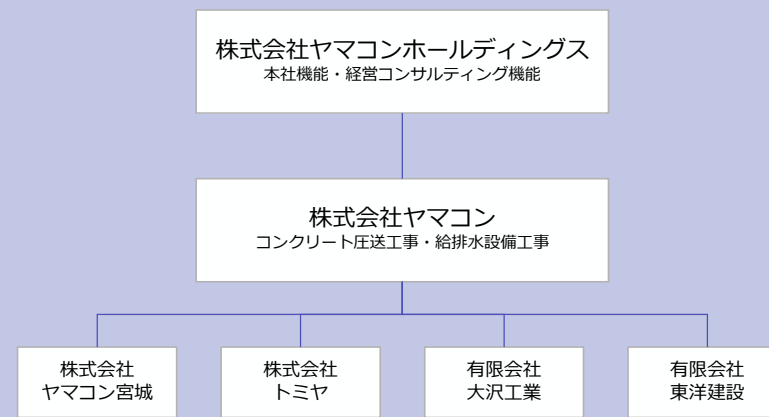 株式会社ヤマコンホールディングス
本社機能・経営コンサルティング機能
株式会社ヤマコン
コンクリート圧送工事・給排水設備工事
株式会社
ヤマコン宮城
株式会社
トミヤ
有限会社
大沢工業
有限会社
東洋建設